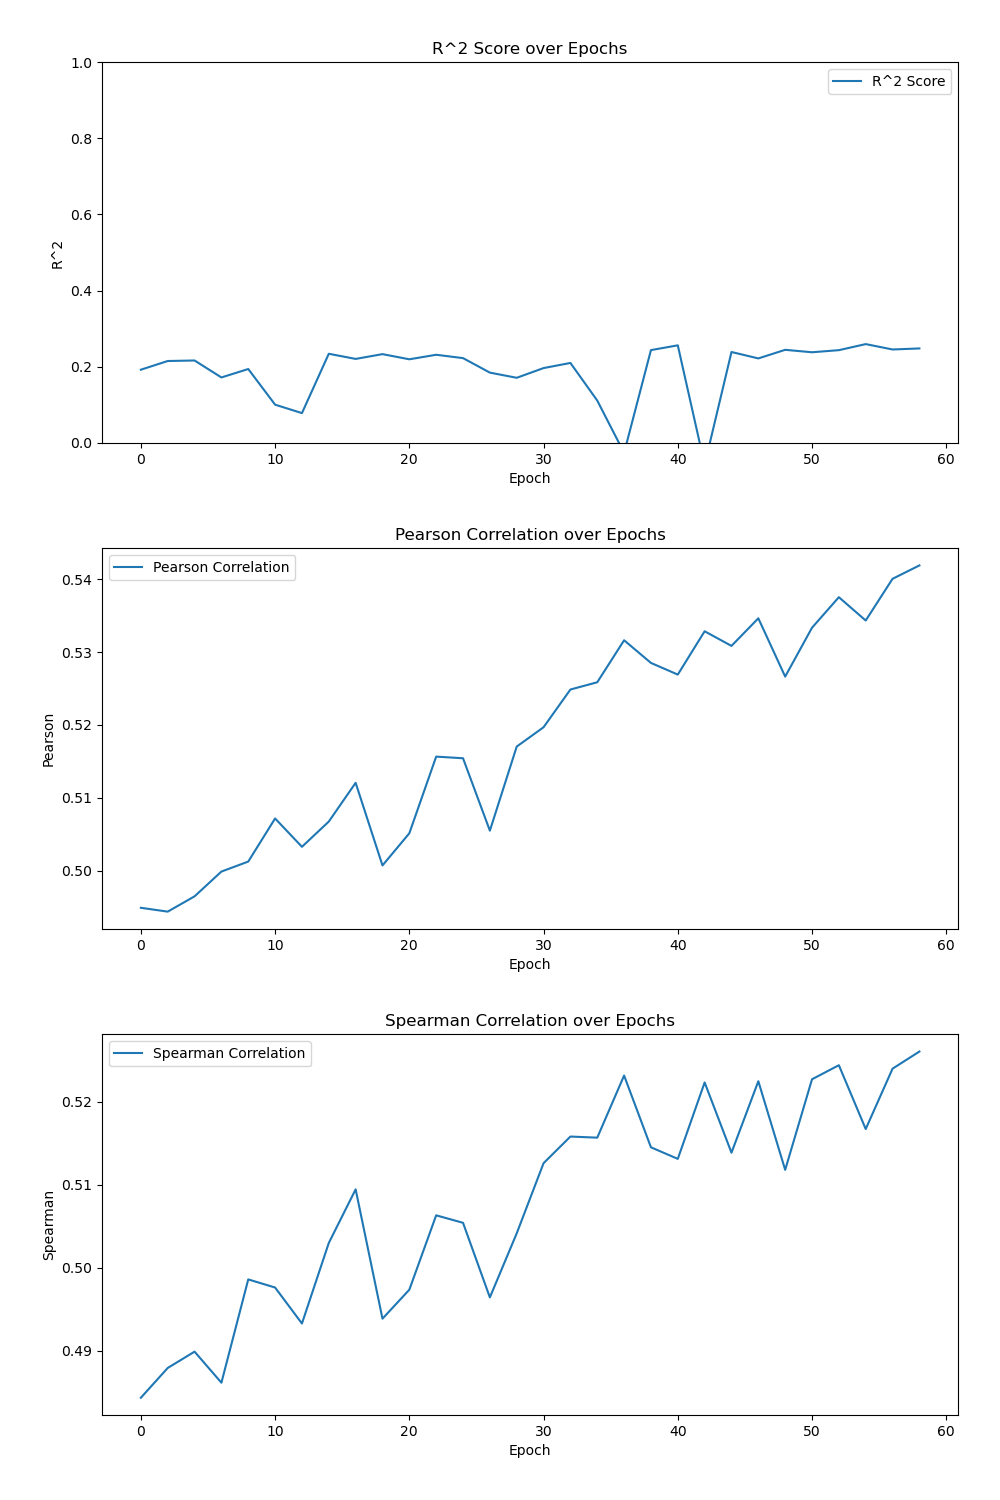 R^2 Score over Epochs
R^2 Score
1.0
0.8
0.6
0.4
0.2
0.0
R^2
0 10 20 30 40 50 60
Epoch
Pearson Correlation over Epochs
Pearson Correlation
0.54
0.53
0.52
0.51
0.50
Pearson
0 10 20 30 40 50 60
Epoch
Spearman Correlation over Epochs
Spearman Correlation
0.52
0.51
0.50
0.49
Spearman
0 10 20 30 40 50 60
Epoch